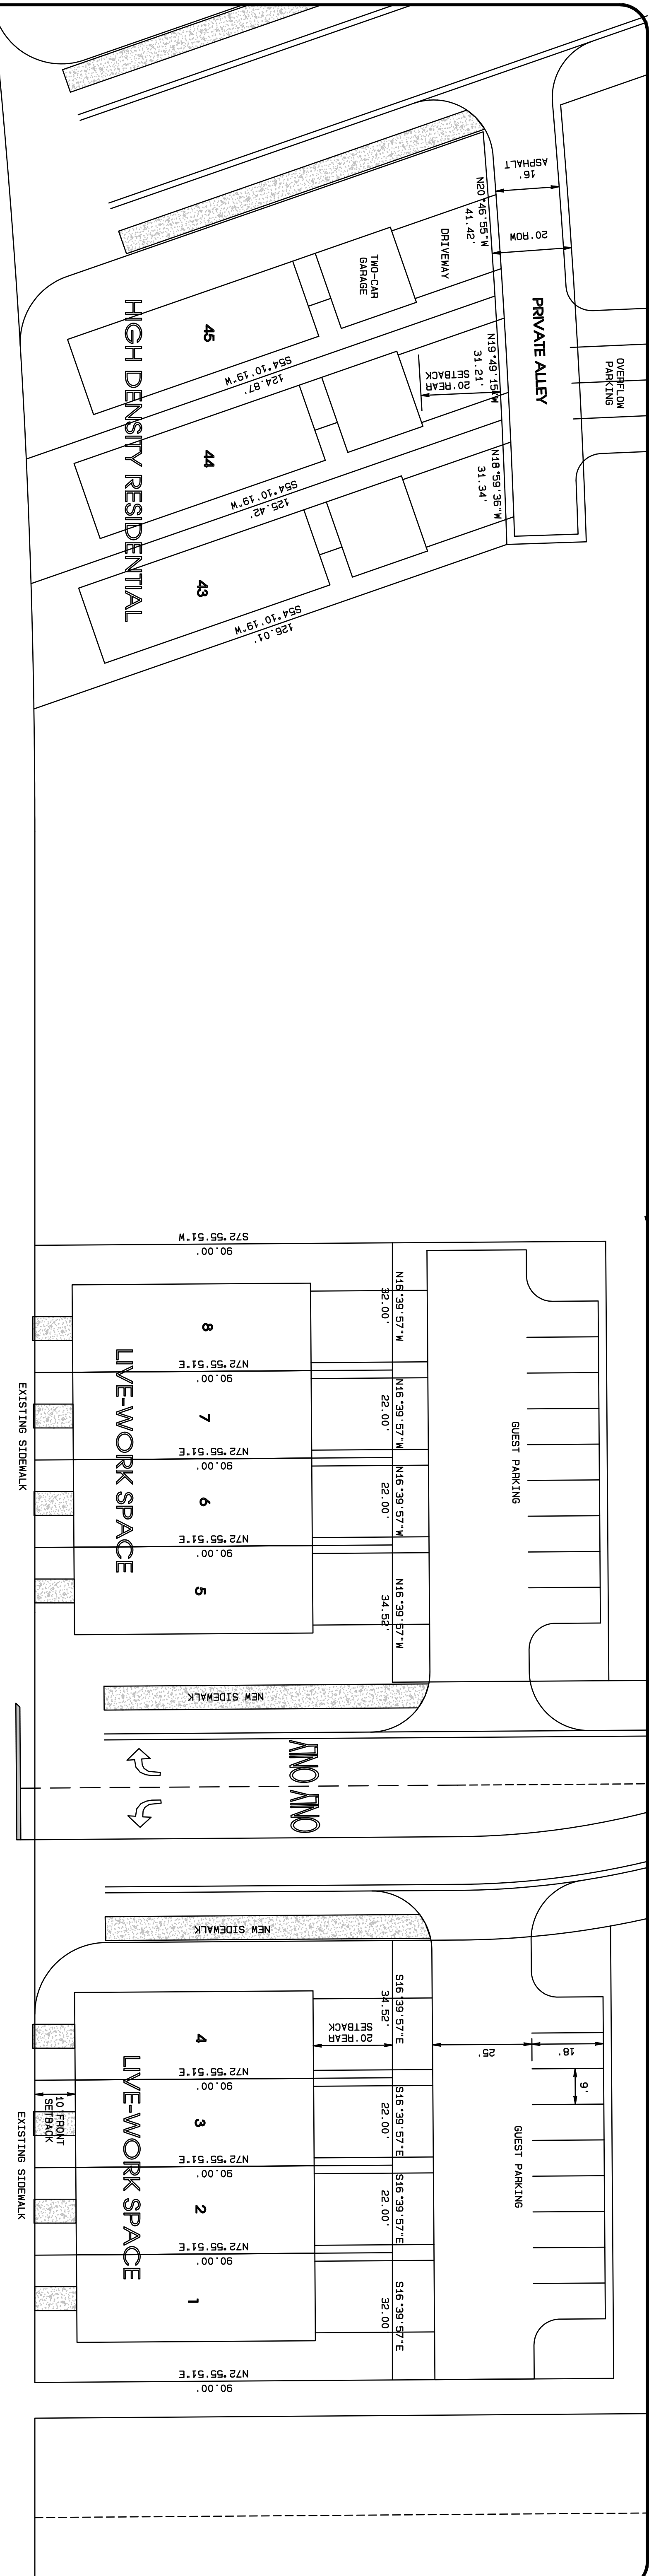 16'
ASPHALT
N20°46'55"W
41.42'
DRIVEWAY
20' ROW
TWO-CAR
GARAGE
PRIVATE ALLEY
OVERFLOW
PARKING
HIGH DENSITY RESIDENTIAL
45
S54°10'19"W
124.87'
N19°49'15"W
31.21'
20' REAR
SETBACK
44
S54°10'19"W
125.42'
N18°59'36"W
31.34'
43
S54°10'19"W
126.01'
S72°55'51"W
90.00'
N16°39'57"W
32.00'
8
N72°55'51"E
90.00'
LIVE-WORK SPACE
EXISTING SIDEWALK
7
N16°39'57"W
22.00'
N72°55'51"E
90.00'
GUEST PARKING
6
N16°39'57"W
22.00'
N72°55'51"E
90.00'
5
N16°39'57"W
34.52'
NEW SIDEWALK
ONLY
ONLY
NEW SIDEWALK
S16°39'57"E
34.52'
4
20' REAR
SETBACK
25'
18'
9'
N72°55'51"E
90.00'
10' FRONT
SETBACK
EXISTING SIDEWALK
LIVE-WORK SPACE
3
S16°39'57"E
22.00'
N72°55'51"E
90.00'
GUEST PARKING
2
S16°39'57"E
22.00'
N72°55'51"E
90.00'
1
S16°39'57"E
32.00
N72°55'51"E
90.00'